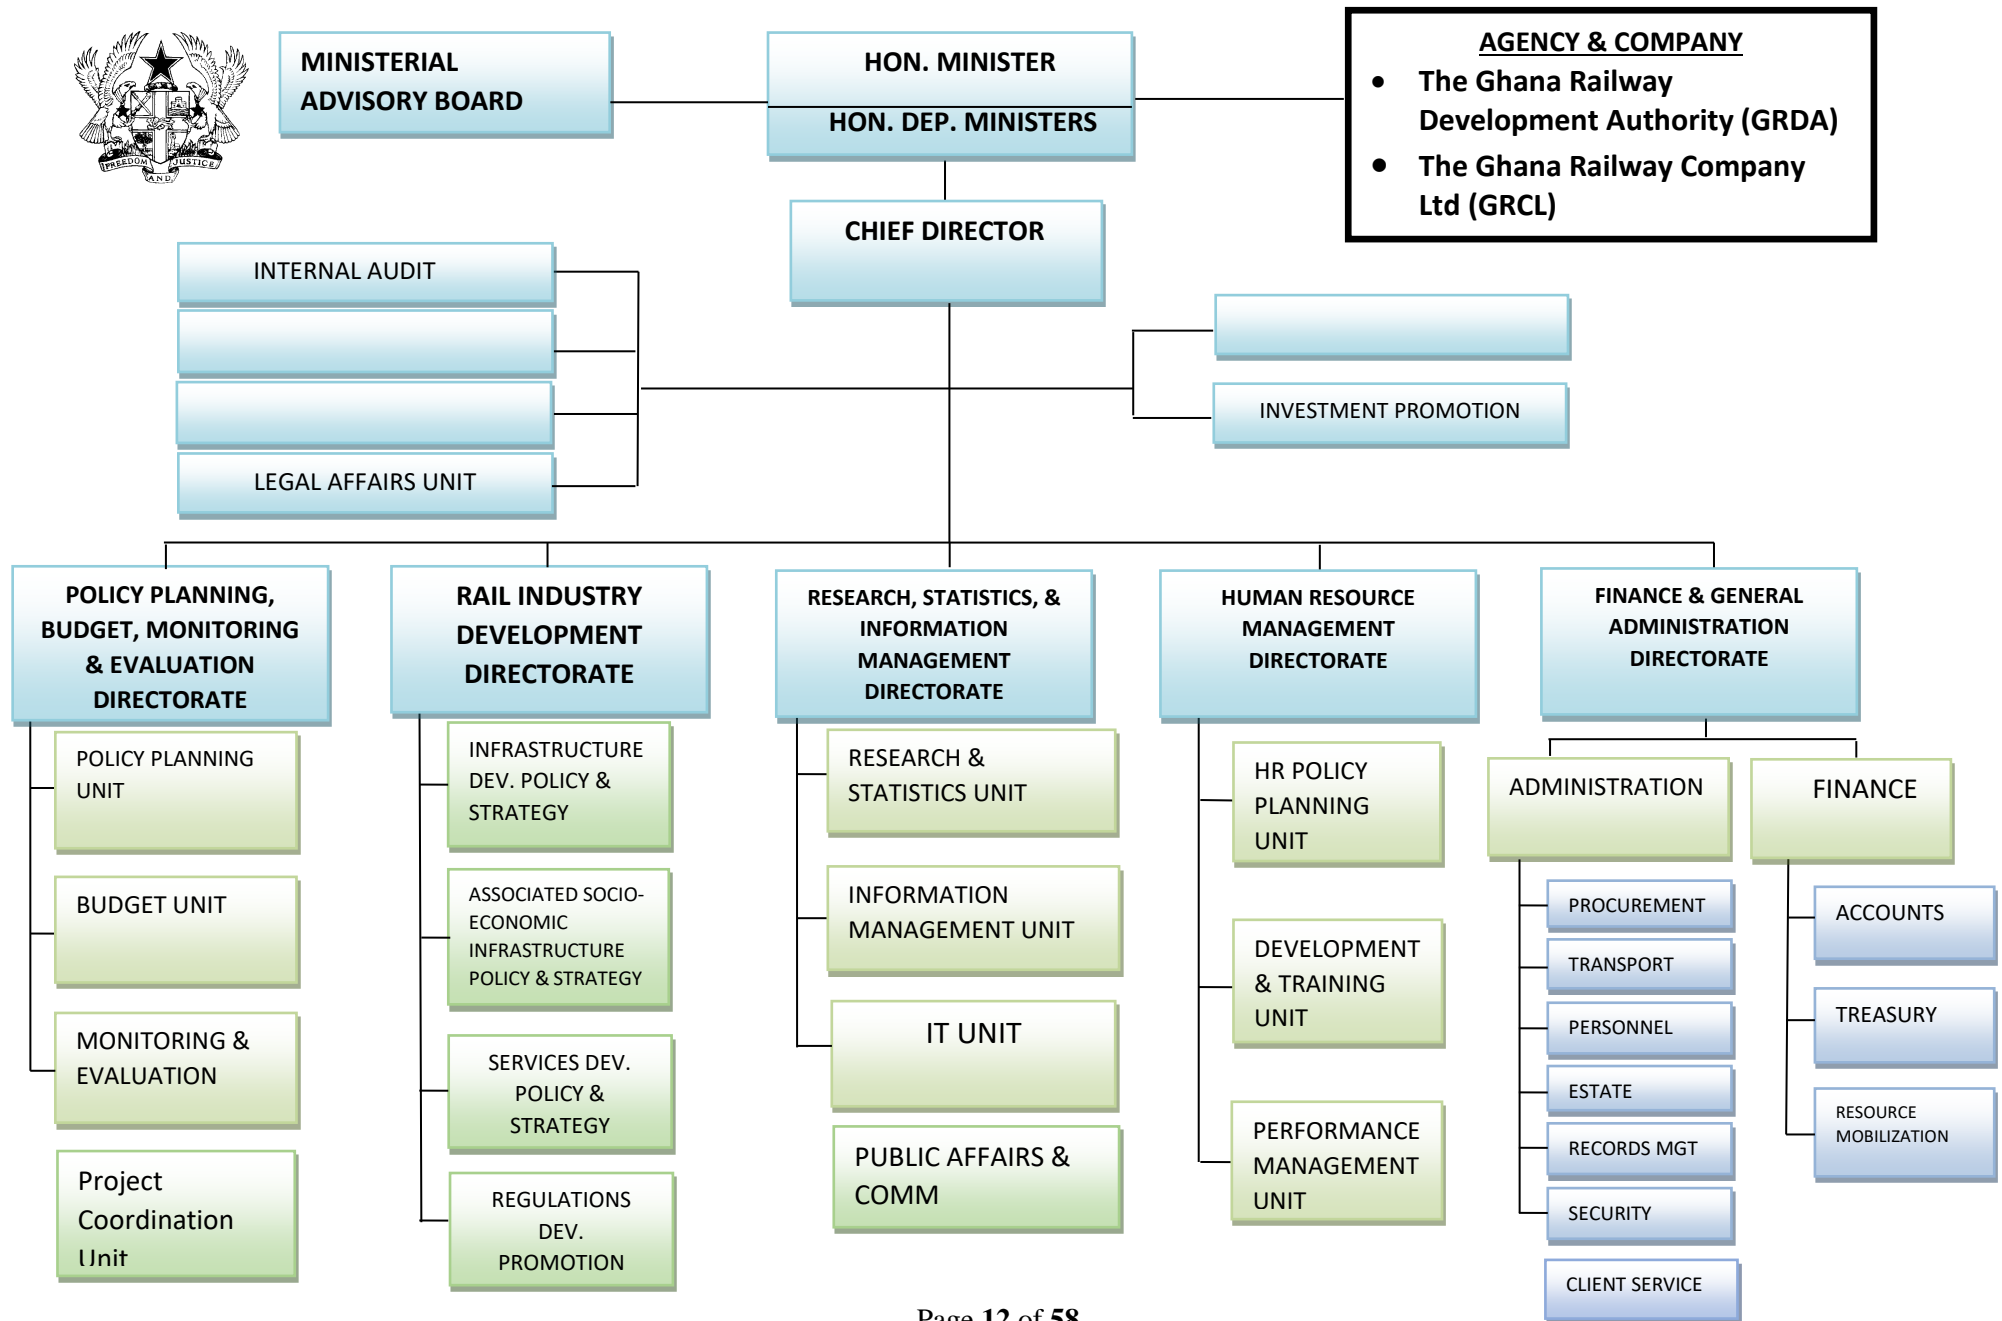 FREEDOM
AND
JUSTICE
MINISTERIAL
ADVISORY BOARD
HON. MINISTER
HON. DEP. MINISTERS
AGENCY & COMPANY
• The Ghana Railway
Development Authority (GRDA)
• The Ghana Railway Company
Ltd (GRCL)
CHIEF DIRECTOR
INTERNAL AUDIT
LEGAL AFFAIRS UNIT
INVESTMENT PROMOTION
POLICY PLANNING,
BUDGET, MONITORING
& EVALUATION
DIRECTORATE
POLICY PLANNING
UNIT
BUDGET UNIT
MONITORING &
EVALUATION
Project
Coordination
Unit
RAIL INDUSTRY
DEVELOPMENT
DIRECTORATE
INFRASTRUCTURE
DEV. POLICY &
STRATEGY
ASSOCIATED SOCIO-
ECONOMIC
INFRASTRUCTURE
POLICY & STRATEGY
SERVICES DEV.
POLICY &
STRATEGY
REGULATIONS
DEV.
PROMOTION
RESEARCH, STATISTICS, &
INFORMATION
MANAGEMENT
DIRECTORATE
RESEARCH &
STATISTICS UNIT
INFORMATION
MANAGEMENT UNIT
IT UNIT
PUBLIC AFFAIRS &
COMM
HUMAN RESOURCE
MANAGEMENT
DIRECTORATE
HR POLICY
PLANNING
UNIT
DEVELOPMENT
& TRAINING
UNIT
PERFORMANCE
MANAGEMENT
UNIT
FINANCE & GENERAL
ADMINISTRATION
DIRECTORATE
ADMINISTRATION
PROCUREMENT
TRANSPORT
PERSONNEL
ESTATE
RECORDS MGT
SECURITY
CLIENT SERVICE
FINANCE
ACCOUNTS
TREASURY
RESOURCE
MOBILIZATION
Page 12 of 58